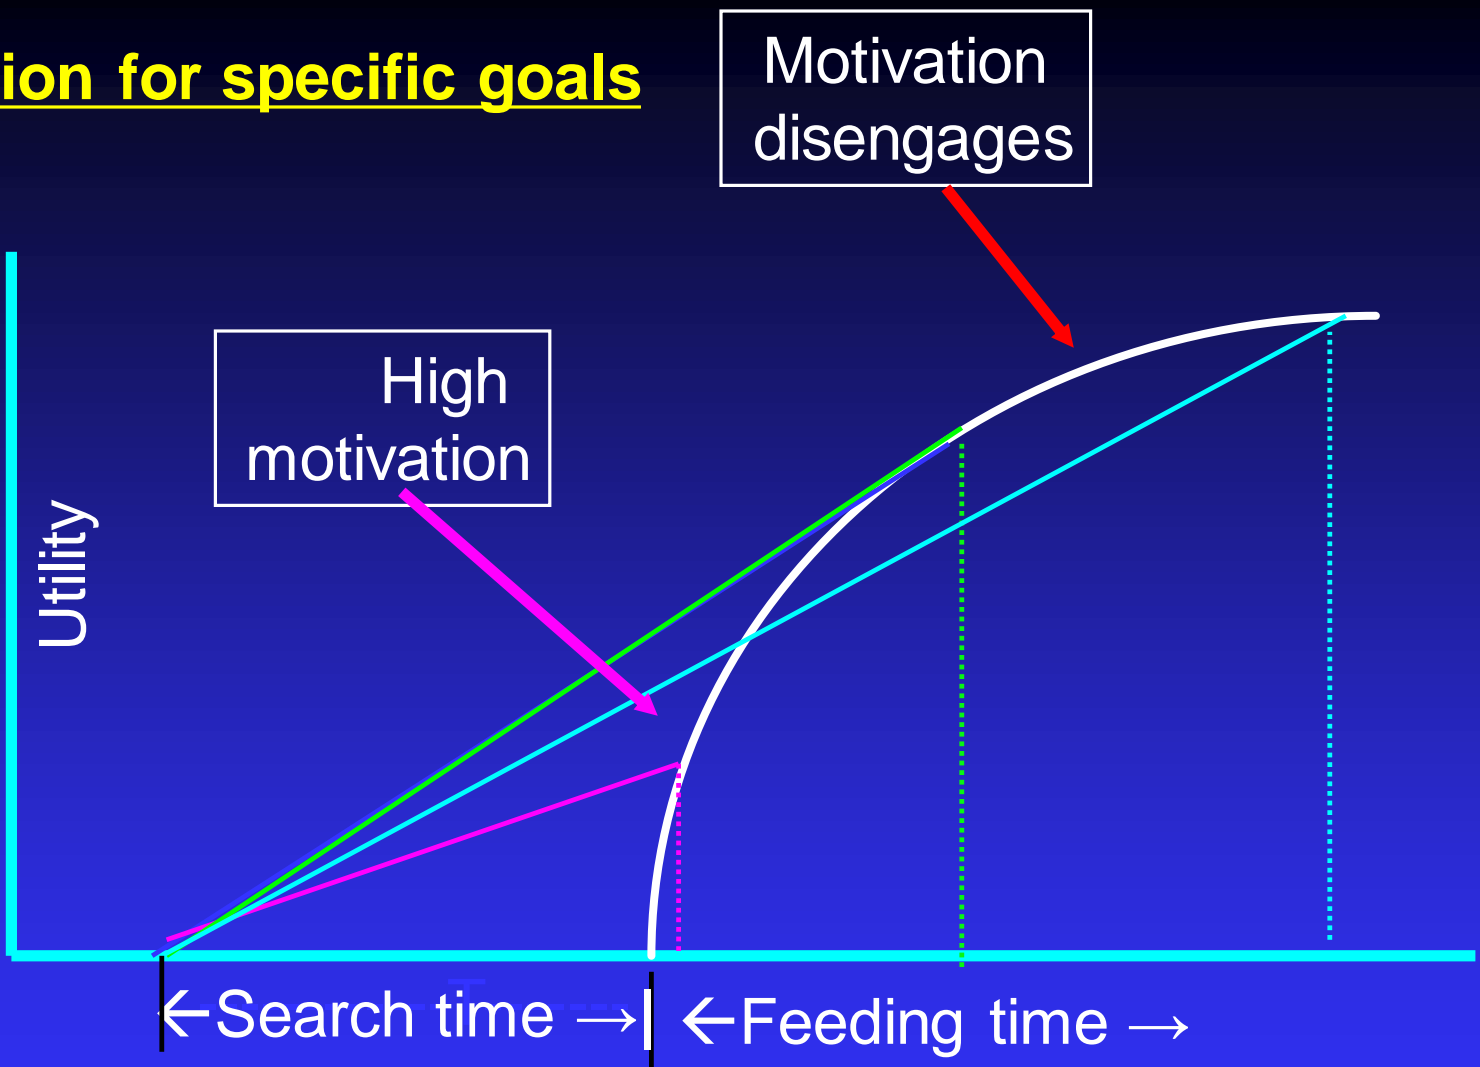 ion for specific goals
Motivation
disengages
High
motivation
Utility
T
←Search time → ←Feeding time →